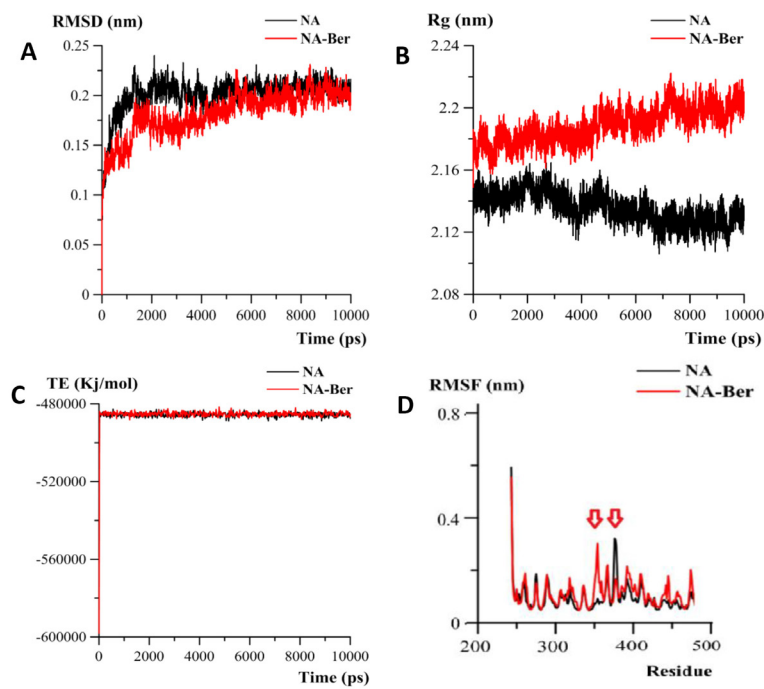 A
RMSD (nm)
NA
NA-Ber
0.25
0.2
0.15
0.1
0.05
0
0 2000 4000 6000 8000 10000
Time (ps)
B
Rg (nm)
NA
NA-Ber
2.24
2.2
2.16
2.12
2.08
0 2000 4000 6000 8000 10000
Time (ps)
C
TE (Kj/mol)
NA
NA-Ber
-480000
-520000
-560000
-600000
0 2000 4000 6000 8000 10000
Time (ps)
D
RMSF (nm)
NA
NA-Ber
0.8
0.4
0
200 300 400 500
Residue